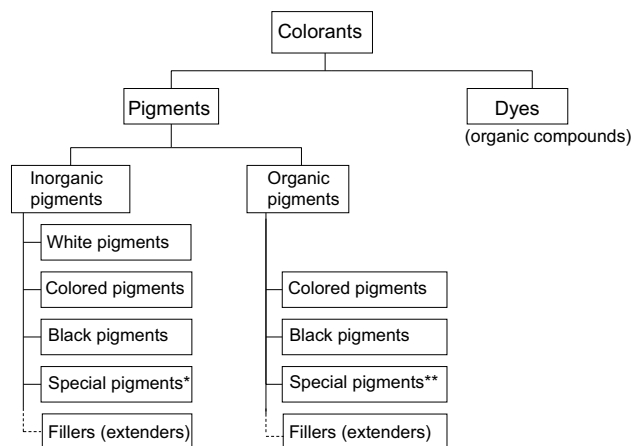 Colorants
Pigments
Dyes
(organic compounds)
Inorganic
pigments
Organic
pigments
White pigments
Colored pigments
Colored pigments
Black pigments
Black pigments
Special pigments*
Special pigments**
Fillers (extenders)
Fillers (extenders)